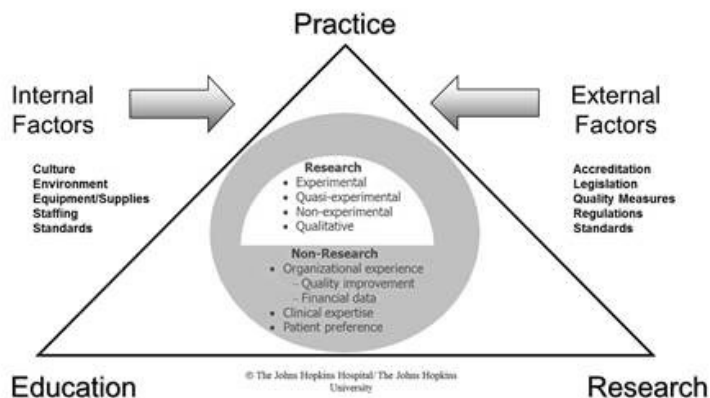 Practice
Internal
Factors
Culture
Environment
Equipment/Supplies
Staffing
Standards
External
Factors
Accreditation
Legislation
Quality Measures
Regulations
Standards
Research
• Experimental
• Quasi-experimental
• Non-experimental
• Qualitative
Non-Research
• Organizational experience
- Quality improvement
- Financial data
• Clinical expertise
• Patient preference
Education
© The Johns Hopkins Hospital/ The Johns Hopkins
University
Research